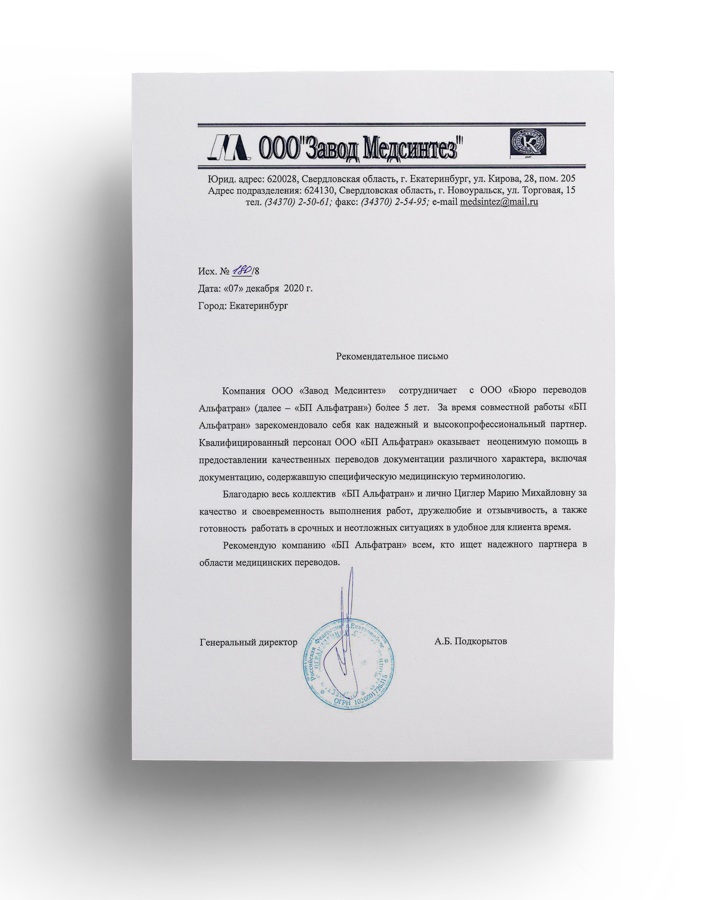 ООО"Завод Медсинтез"
К
Юрид. адрес: 620028, Свердловская область, г. Екатеринбург, ул. Кирова, 28, пом. 205
Адрес подразделения: 624130, Свердловская область, г. Новоуральск, ул. Торговая, 15
тел. (34370) 2-50-61; факс: (34370) 2-54-95; e-mail medsintez@mail.ru
Исх. № 180/8
Дата: «07» декабря 2020 г.
Город: Екатеринбург
Рекомендательное письмо
Компания ООО «Завод Медсинтез» сотрудничает с ООО «Бюро переводов
Альфатран» (далее – «БП Альфатран») более 5 лет. За время совместной работы «БП
Альфатран» зарекомендовало себя как надежный и высокопрофессиональный партнер.
Квалифицированный персонал ООО «БП Альфатран» оказывает неоценимую помощь в
предоставлении качественных переводов документации различного характера, включая
документацию, содержавшую специфическую медицинскую терминологию.
Благодарю весь коллектив «БП Альфатран» и лично Циглер Марию Михайловну за
качество и своевременность выполнения работ, дружелюбие и отзывчивость, а также
готовность работать в срочных и неотложных ситуациях в удобное для клиента время.
Рекомендую компанию «БП Альфатран» всем, кто ищет надежного партнера в
области медицинских переводов.
Генеральный директор
А.Б. Подкорытов
Российская Федерация г.Екатеринбург
ОГРН